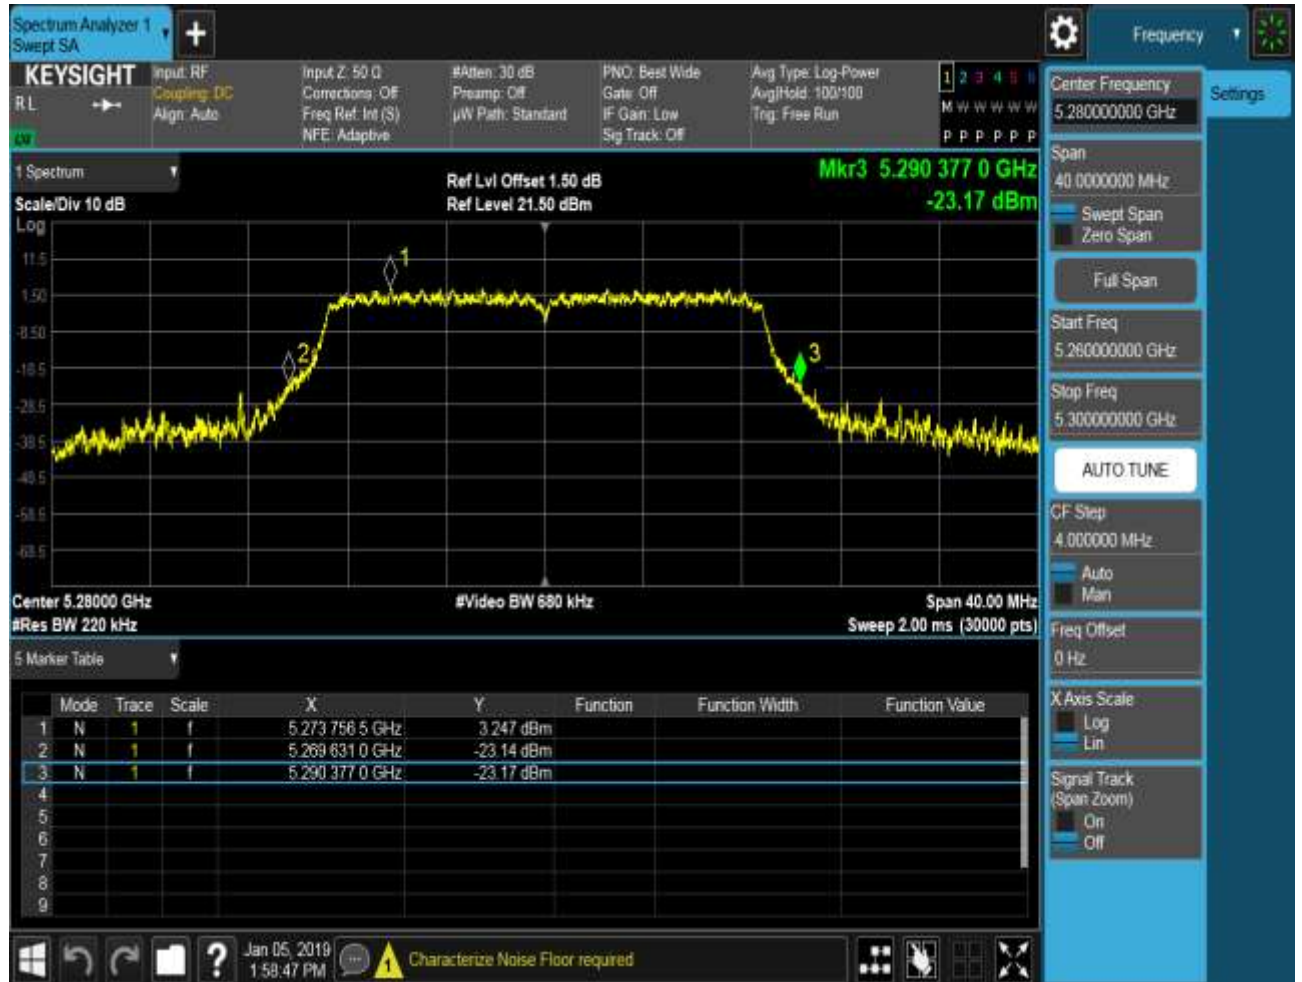 Spectrum Analyzer 1
Swept SA
Frequency
KEYSIGHT
R L
Input: RF
Coupling: DC
Align: Auto
Input Z: 50 Ω
Corrections: Off
Freq Ref: Int (S)
NFE: Adaptive
#Atten: 30 dB
Preamp: Off
µW Path: Standard
PNO: Best Wide
Gate: Off
IF Gain: Low
Sig Track: Off
Avg Type: Log-Power
Avg|Hold: 100/100
Trig: Free Run
1 2 3 4 5 6
M W W W W W
P P P P P P
1 Spectrum
Scale/Div 10 dB
Ref Lvl Offset 1.50 dB
Ref Level 21.50 dBm
Mkr3 5.290 377 0 GHz
-23.17 dBm
Log
11.5
1.50
-8.50
-18.5
-28.5
-38.5
-48.5
-58.5
-68.5
1
2
3
Center 5.28000 GHz
#Video BW 680 kHz
Span 40.00 MHz
#Res BW 220 kHz
Sweep 2.00 ms (30000 pts)
5 Marker Table
Mode Trace Scale X Y Function Function Width Function Value
1 N 1 f 5.273 756 5 GHz 3.247 dBm
2 N 1 f 5.269 631 0 GHz -23.14 dBm
3 N 1 f 5.290 377 0 GHz -23.17 dBm
4
5
6
7
8
9
Jan 05, 2019
1:58:47 PM
Characterize Noise Floor required
Center Frequency
5.280000000 GHz
Settings
Span
40.0000000 MHz
Swept Span
Zero Span
Full Span
Start Freq
5.260000000 GHz
Stop Freq
5.300000000 GHz
AUTO TUNE
CF Step
4.000000 MHz
Auto
Man
Freq Offset
0 Hz
X Axis Scale
Log
Lin
Signal Track
(Span Zoom)
On
Off